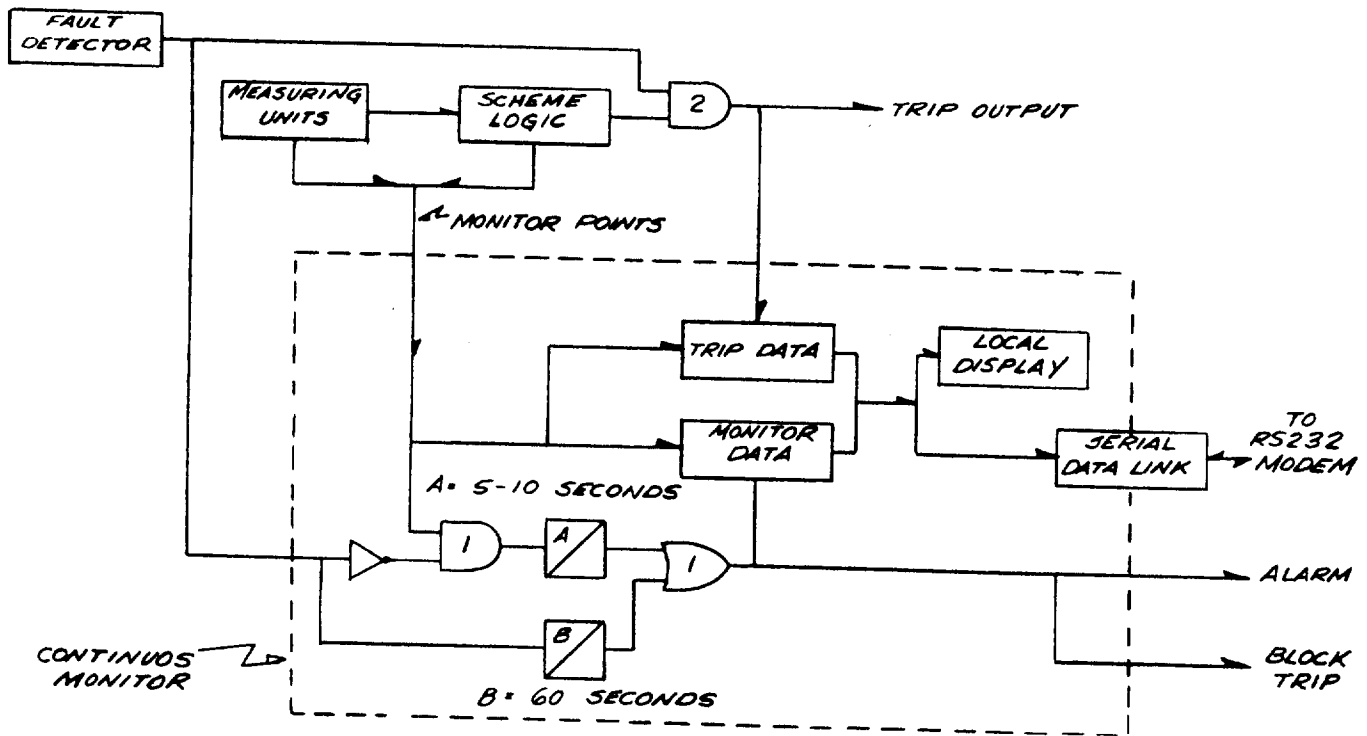 FAULT
DETECTOR
MEASURING
UNITS
SCHEME
LOGIC
2
TRIP OUTPUT
MONITOR POINTS
TRIP DATA
LOCAL
DISPLAY
MONITOR
DATA
SERIAL
DATA LINK
TO
RS232
MODEM
A= 5-10 SECONDS
1
A
1
ALARM
B
CONTINUOS
MONITOR
B= 60 SECONDS
BLOCK
TRIP